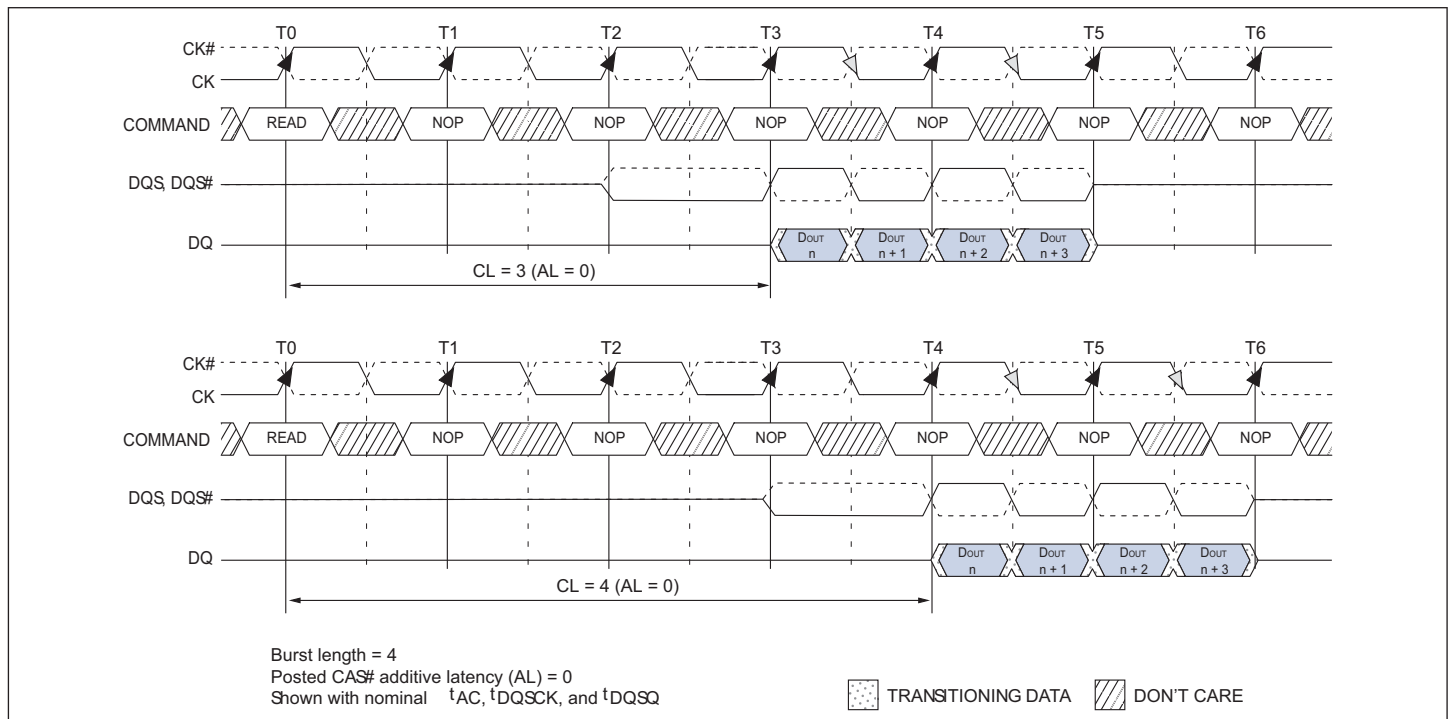 T0 T1 T2 T3 T4 T5 T6
CK#
CK
COMMAND READ NOP NOP NOP NOP NOP NOP
DQS, DQS#
DQ DOUT n DOUT n + 1 DOUT n + 2 DOUT n + 3
CL = 3 (AL = 0)
T0 T1 T2 T3 T4 T5 T6
CK#
CK
COMMAND READ NOP NOP NOP NOP NOP NOP
DQS, DQS#
DQ DOUT n DOUT n + 1 DOUT n + 2 DOUT n + 3
CL = 4 (AL = 0)
Burst length = 4
Posted CAS# additive latency (AL) = 0
Shown with nominal tAC, tDQSCK, and tDQSQ
TRANSITIONING DATA DON'T CARE